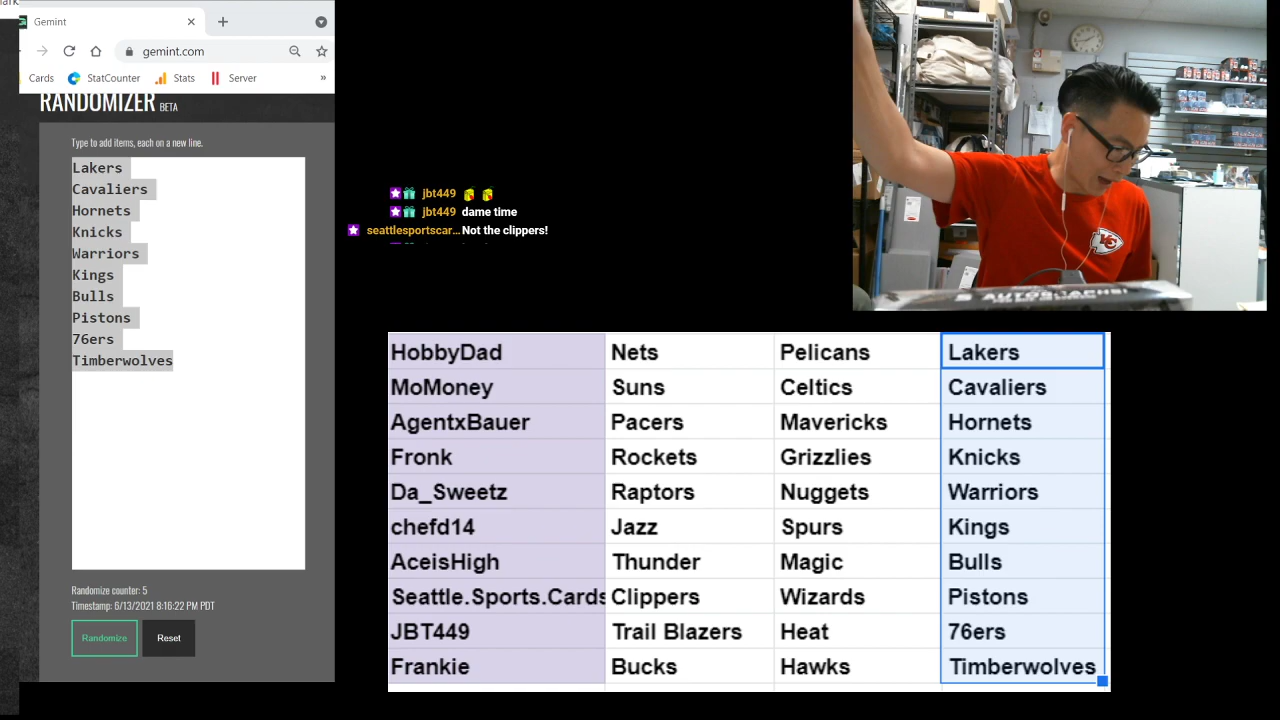 Gemint
gemint.com
Cards StatCounter Stats Server »
RANDOMIZER BETA
Type to add items, each on a new line.
Lakers
Cavaliers
Hornets
Knicks
Warriors
Kings
Bulls
Pistons
76ers
Timberwolves
Randomize counter: 5
Timestamp: 6/13/2021 8:16:22 PM PDT
Randomize Reset
jbt449
jbt449 dame time
seattlesportscar... Not the clippers!
KC
HobbyDad Nets Pelicans Lakers
MoMoney Suns Celtics Cavaliers
AgentxBauer Pacers Mavericks Hornets
Fronk Rockets Grizzlies Knicks
Da_Sweetz Raptors Nuggets Warriors
chefd14 Jazz Spurs Kings
AceisHigh Thunder Magic Bulls
Seattle.Sports.Cards Clippers Wizards Pistons
JBT449 Trail Blazers Heat 76ers
Frankie Bucks Hawks Timberwolves